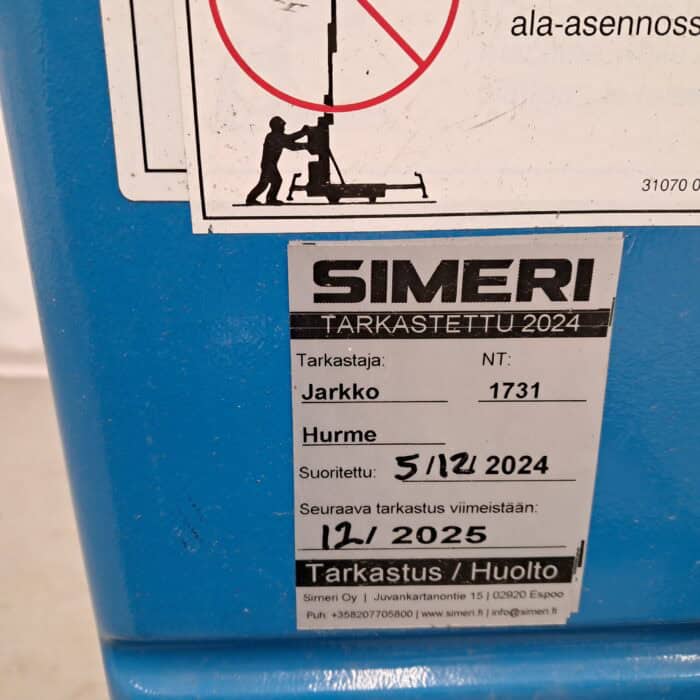 ala-asennoss
31070 0
SIMERI
TARKASTETTU 2024
Tarkastaja: NT:
Jarkko 1731
Hurme
Suoritettu: 5/12/ 2024
Seuraava tarkastus viimeistään:
12/ 2025
Tarkastus / Huolto
Simeri Oy | Juvankartanontie 15 | 02920 Espoo
Puh. +358207705800 | www.simeri.fi | info@simeri.fi